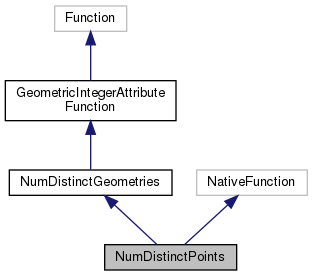 Function
GeometricIntegerAttribute
Function
NumDistinctGeometries
NativeFunction
NumDistinctPoints